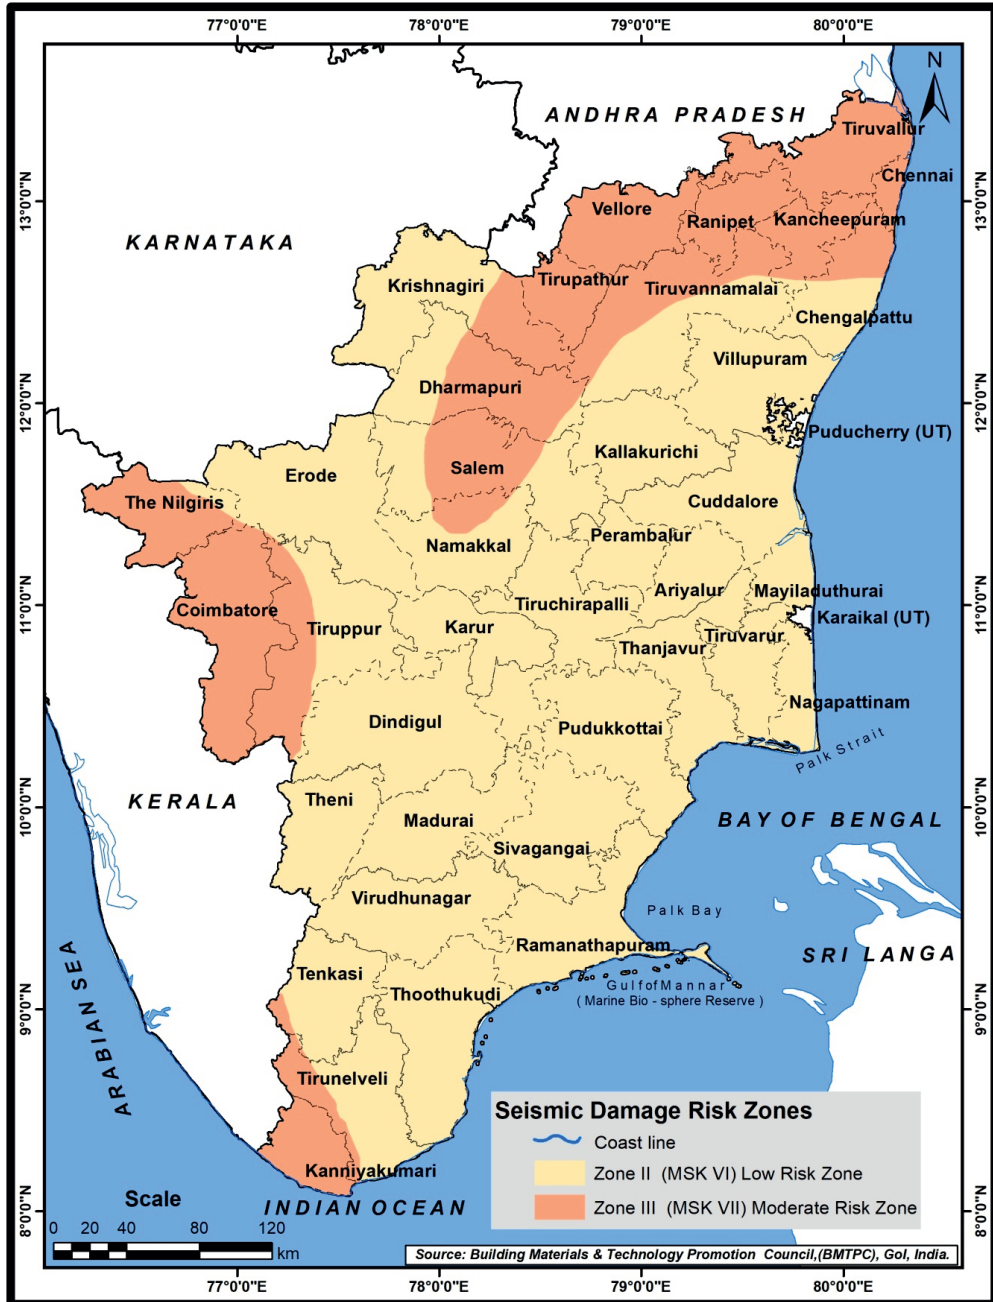 77°0'0"E 78°0'0"E 79°0'0"E 80°0'0"E
N
ANDHRA PRADESH
Tiruvallur
Chennai
13°0'0"N
13°0'0"N
Vellore
Ranipet
Kancheepuram
KARNATAKA
Krishnagiri
Tirupathur
Tiruvannamalai
Chengalpattu
Villupuram
Dharmapuri
12°0'0"N
12°0'0"N
Puducherry (UT)
Kallakurichi
Salem
Erode
The Nilgiris
Cuddalore
Perambalur
Namakkal
Ariyalur
Mayiladuthurai
11°0'0"N
11°0'0"N
Tiruchirapalli
Coimbatore
Karaikal (UT)
Tiruppur
Karur
Tiruvarur
Thanjavur
Nagapattinam
Dindigul
Pudukkottai
Palk Strait
KERALA
Theni
10°0'0"N
10°0'0"N
Madurai
BAY OF BENGAL
Sivagangai
Virudhunagar
Palk Bay
Ramanathapuram
SRI LANGA
Tenkasi
Gulf of Mannar
( Marine Bio - sphere Reserve )
Thoothukudi
ARABIAN SEA
9°0'0"N
9°0'0"N
Tirunelveli
Kanniyakumari
INDIAN OCEAN
8°0'0"N
8°0'0"N
Seismic Damage Risk Zones
Coast line
Zone II (MSK VI) Low Risk Zone
Zone III (MSK VII) Moderate Risk Zone
Scale
0 20 40 80 120
km
Source: Building Materials & Technology Promotion Council,(BMTPC), GoI, India.
77°0'0"E 78°0'0"E 79°0'0"E 80°0'0"E